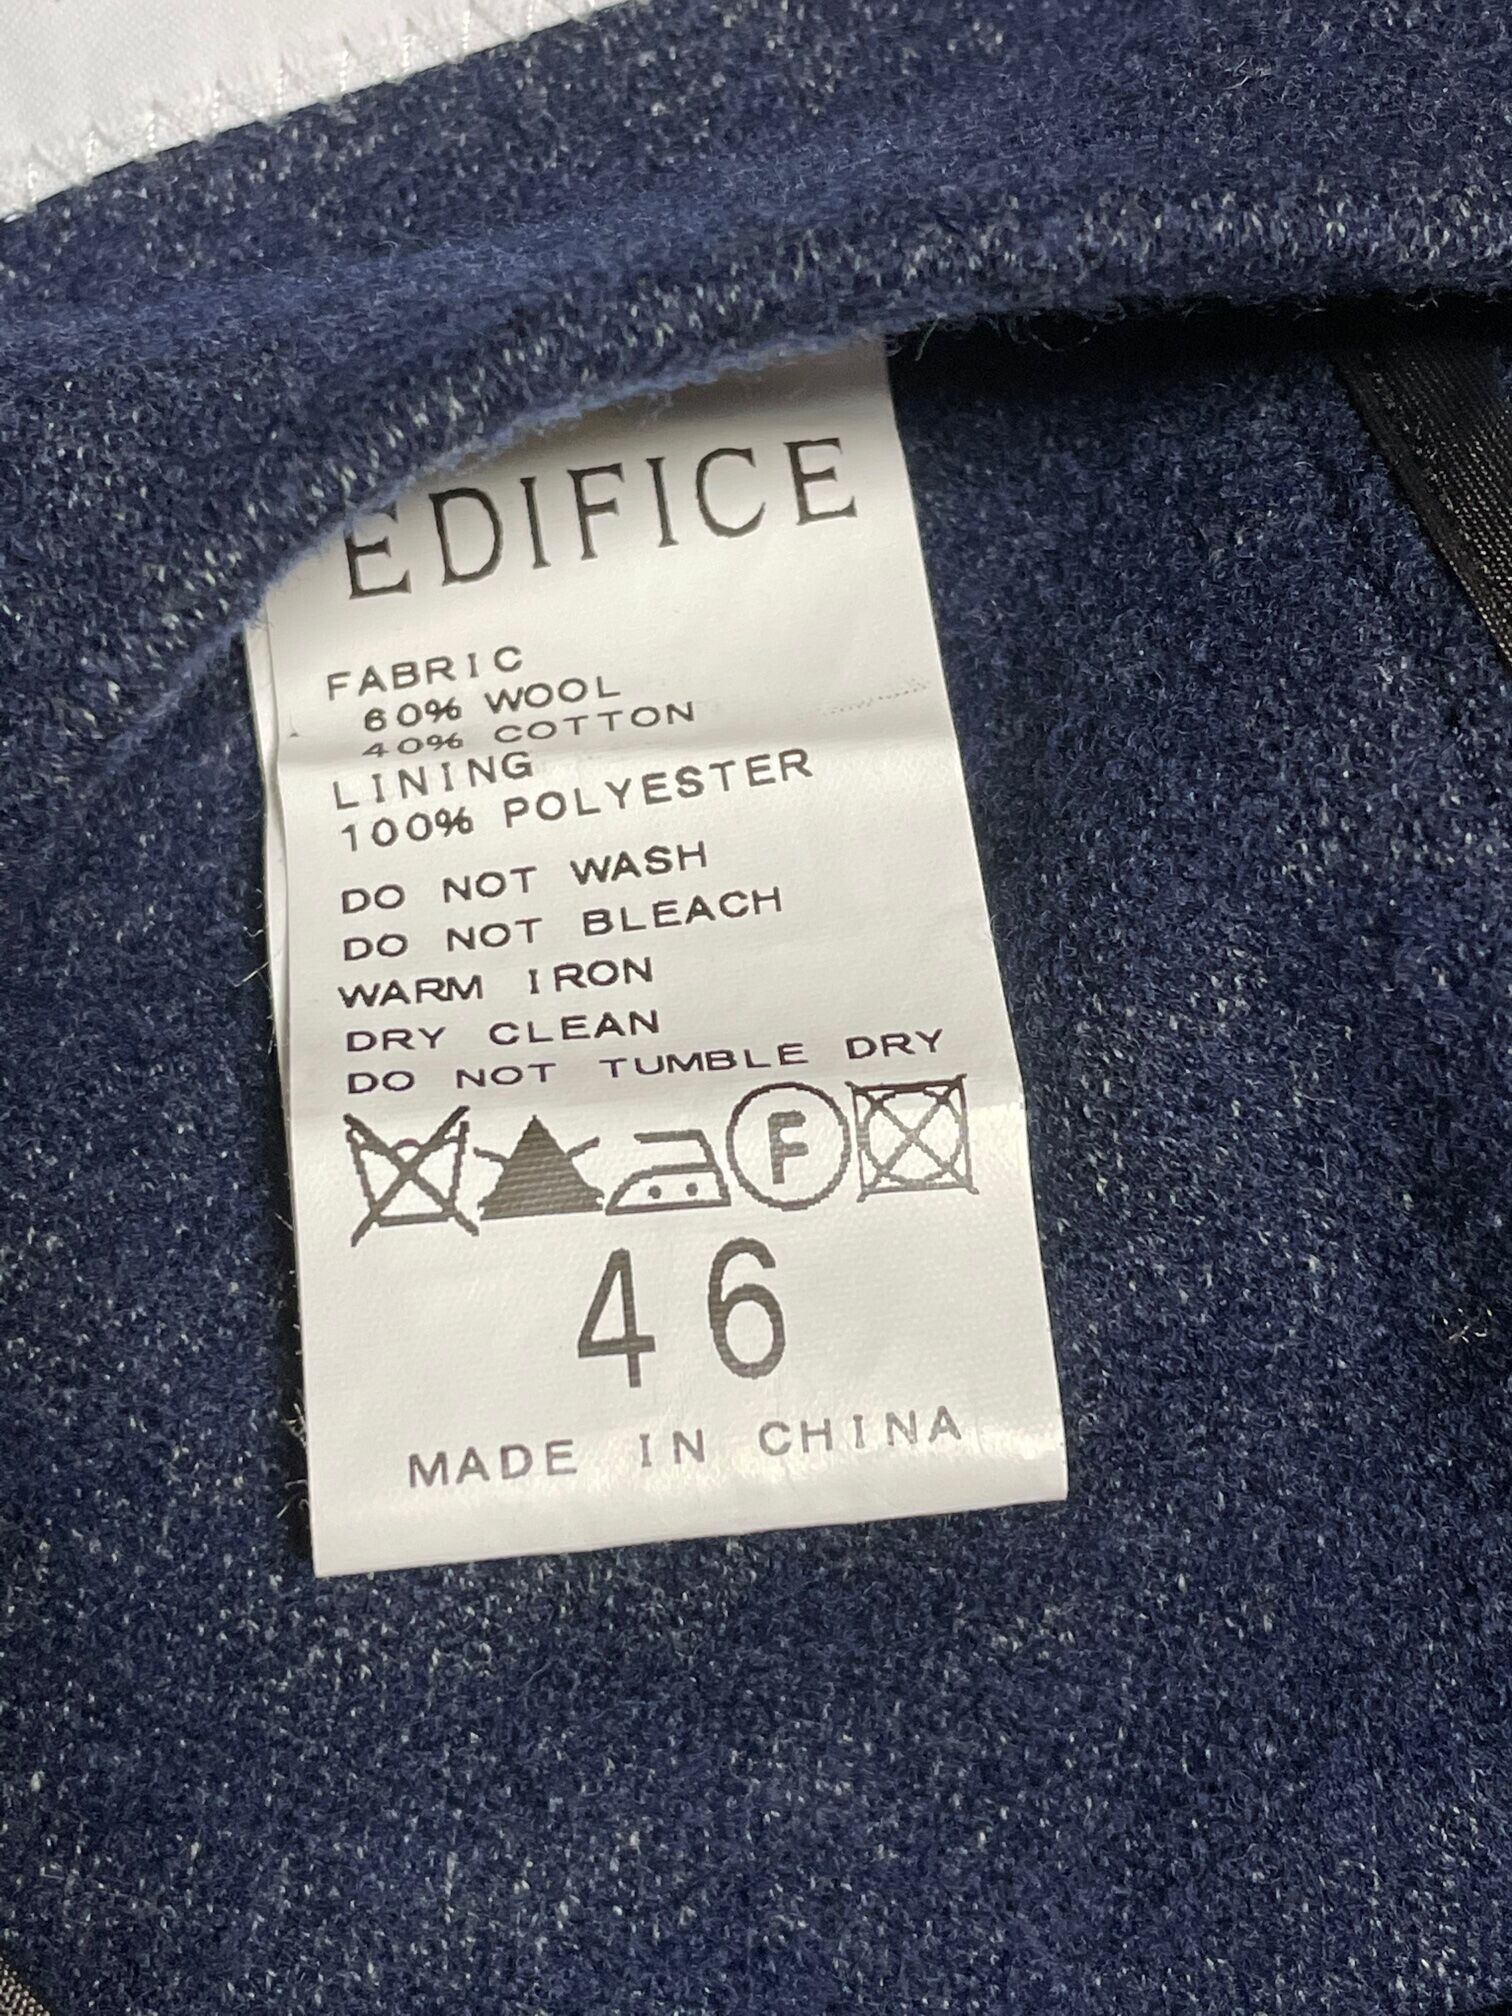 EDIFICE
FABRIC
60% WOOL
40% COTTON
LINING
100% POLYESTER
DO NOT WASH
DO NOT BLEACH
WARM IRON
DRY CLEAN
DO NOT TUMBLE DRY
F
46
MADE IN CHINA